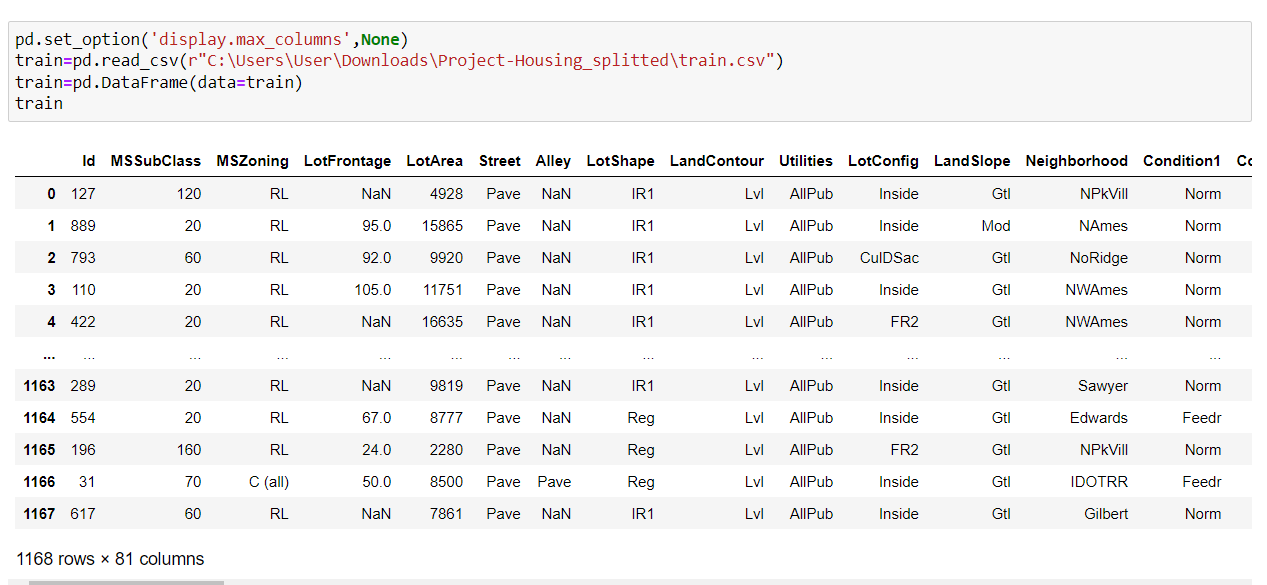 pd.set_option('display.max_columns',None)
train=pd.read_csv(r"C:\Users\User\Downloads\Project-Housing_splitted\train.csv")
train=pd.DataFrame(data=train)
train
Id MSSubClass MSZoning LotFrontage LotArea Street Alley LotShape LandContour Utilities LotConfig LandSlope Neighborhood Condition1
0 127 120 RL NaN 4928 Pave NaN IR1 Lvl AllPub Inside Gtl NPkVill Norm
1 889 20 RL 95.0 15865 Pave NaN IR1 Lvl AllPub Inside Mod NAmes Norm
2 793 60 RL 92.0 9920 Pave NaN IR1 Lvl AllPub CulDSac Gtl NoRidge Norm
3 110 20 RL 105.0 11751 Pave NaN IR1 Lvl AllPub Inside Gtl NWAmes Norm
4 422 20 RL NaN 16635 Pave NaN IR1 Lvl AllPub FR2 Gtl NWAmes Norm
... ... ... ... ... ... ... ... ... ... ... ... ... ... ...
1163 289 20 RL NaN 9819 Pave NaN IR1 Lvl AllPub Inside Gtl Sawyer Norm
1164 554 20 RL 67.0 8777 Pave NaN Reg Lvl AllPub Inside Gtl Edwards Feedr
1165 196 160 RL 24.0 2280 Pave NaN Reg Lvl AllPub FR2 Gtl NPkVill Norm
1166 31 70 C (all) 50.0 8500 Pave Pave Reg Lvl AllPub Inside Gtl IDOTRR Feedr
1167 617 60 RL NaN 7861 Pave NaN IR1 Lvl AllPub Inside Gtl Gilbert Norm
1168 rows × 81 columns